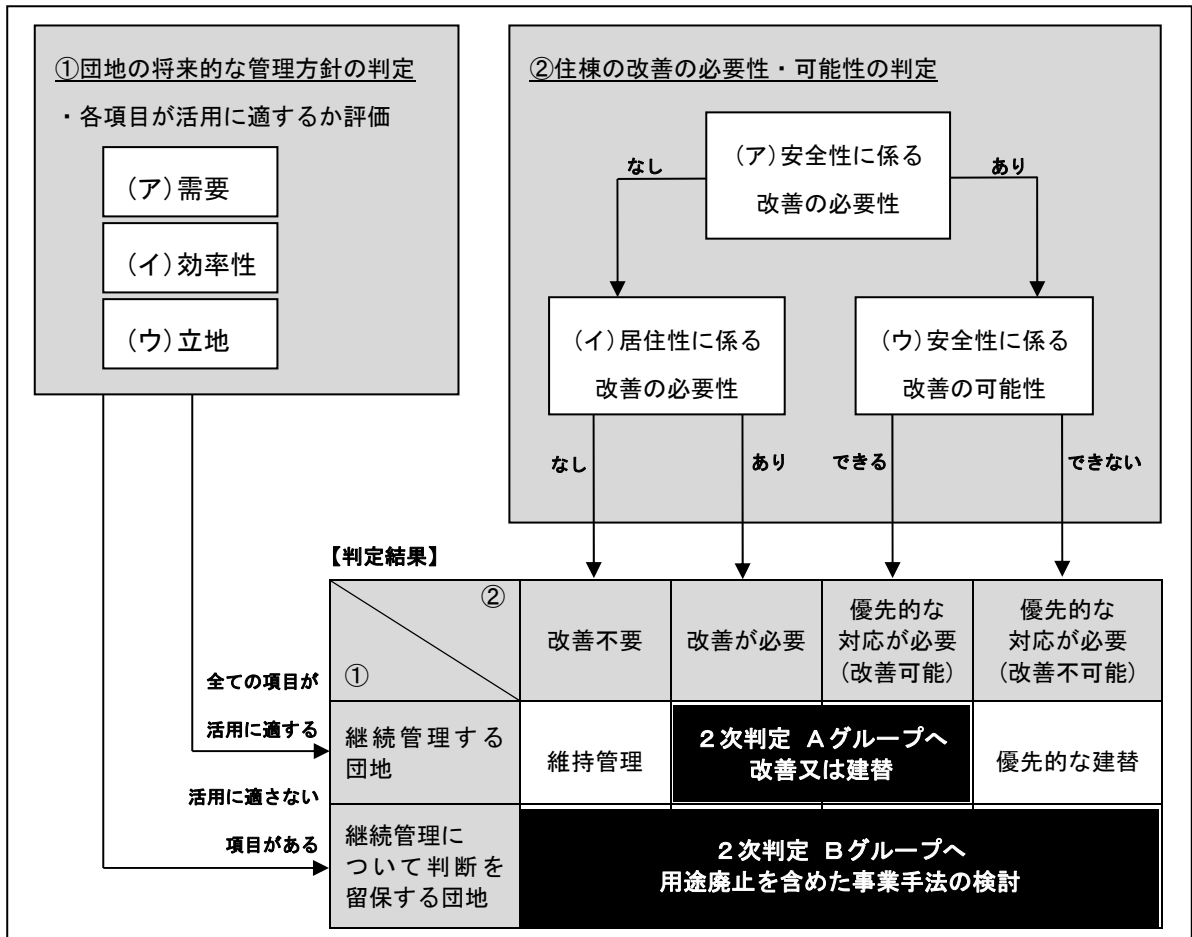 ①団地の将来的な管理方針の判定
・各項目が活用に適するか評価
(ア)需要
(イ)効率性
(ウ)立地
②住棟の改善の必要性・可能性の判定
(ア)安全性に係る
改善の必要性
なし
あり
(イ)居住性に係る
改善の必要性
(ウ)安全性に係る
改善の可能性
なし
あり
できる
できない
【判定結果】
②
①
改善不要
改善が必要
優先的な
対応が必要
(改善可能)
優先的な
対応が必要
(改善不可能)
全ての項目が
活用に適する
継続管理する
団地
維持管理
2次判定 Aグループへ
改善又は建替
優先的な建替
活用に適さない
項目がある
継続管理に
ついて判断を
留保する団地
2次判定 Bグループへ
用途廃止を含めた事業手法の検討